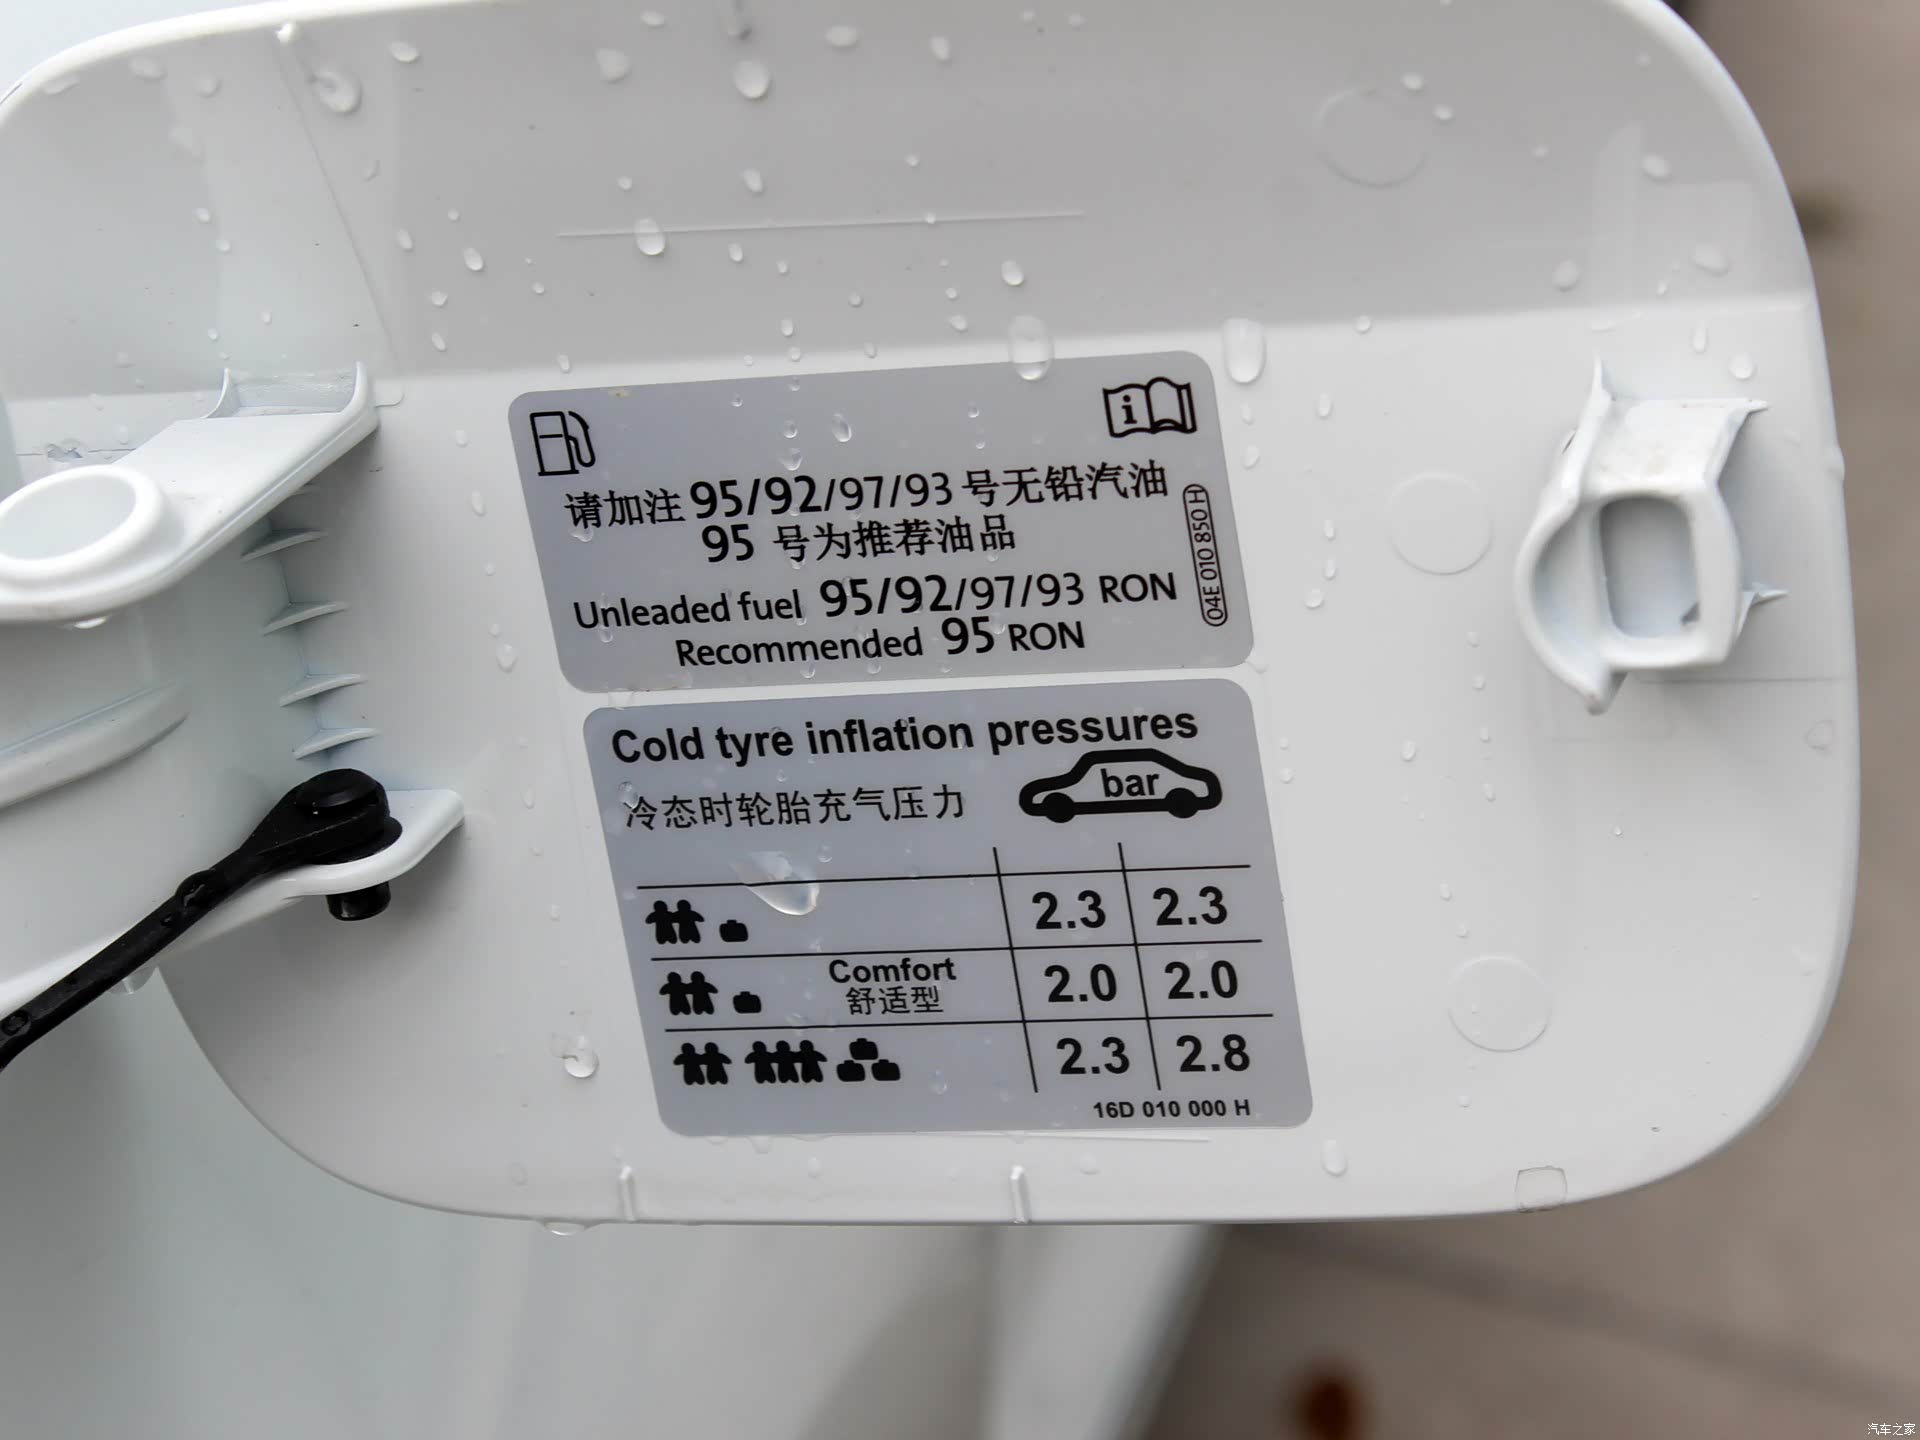 i
请加注 95/92/97/93 号无铅汽油
95 号为推荐油品
Unleaded fuel 95/92/97/93 RON
Recommended 95 RON
04E 010 850 H
Cold tyre inflation pressures
冷态时轮胎充气压力
bar
2.3 2.3
Comfort
舒适型
2.0 2.0
2.3 2.8
16D 010 000 H
汽车之家